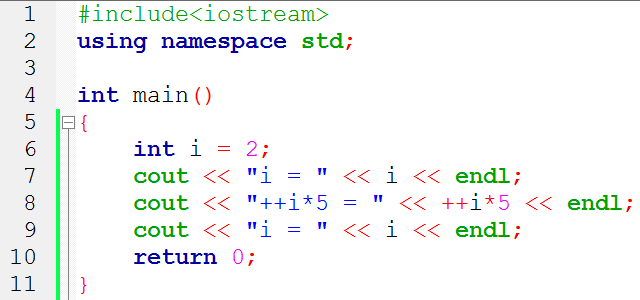 1 #include<iostream>
2 using namespace std;
3
4 int main()
5 {
6     int i = 2;
7     cout << "i = " << i << endl;
8     cout << "++i*5 = " << ++i*5 << endl;
9     cout << "i = " << i << endl;
10     return 0;
11 }